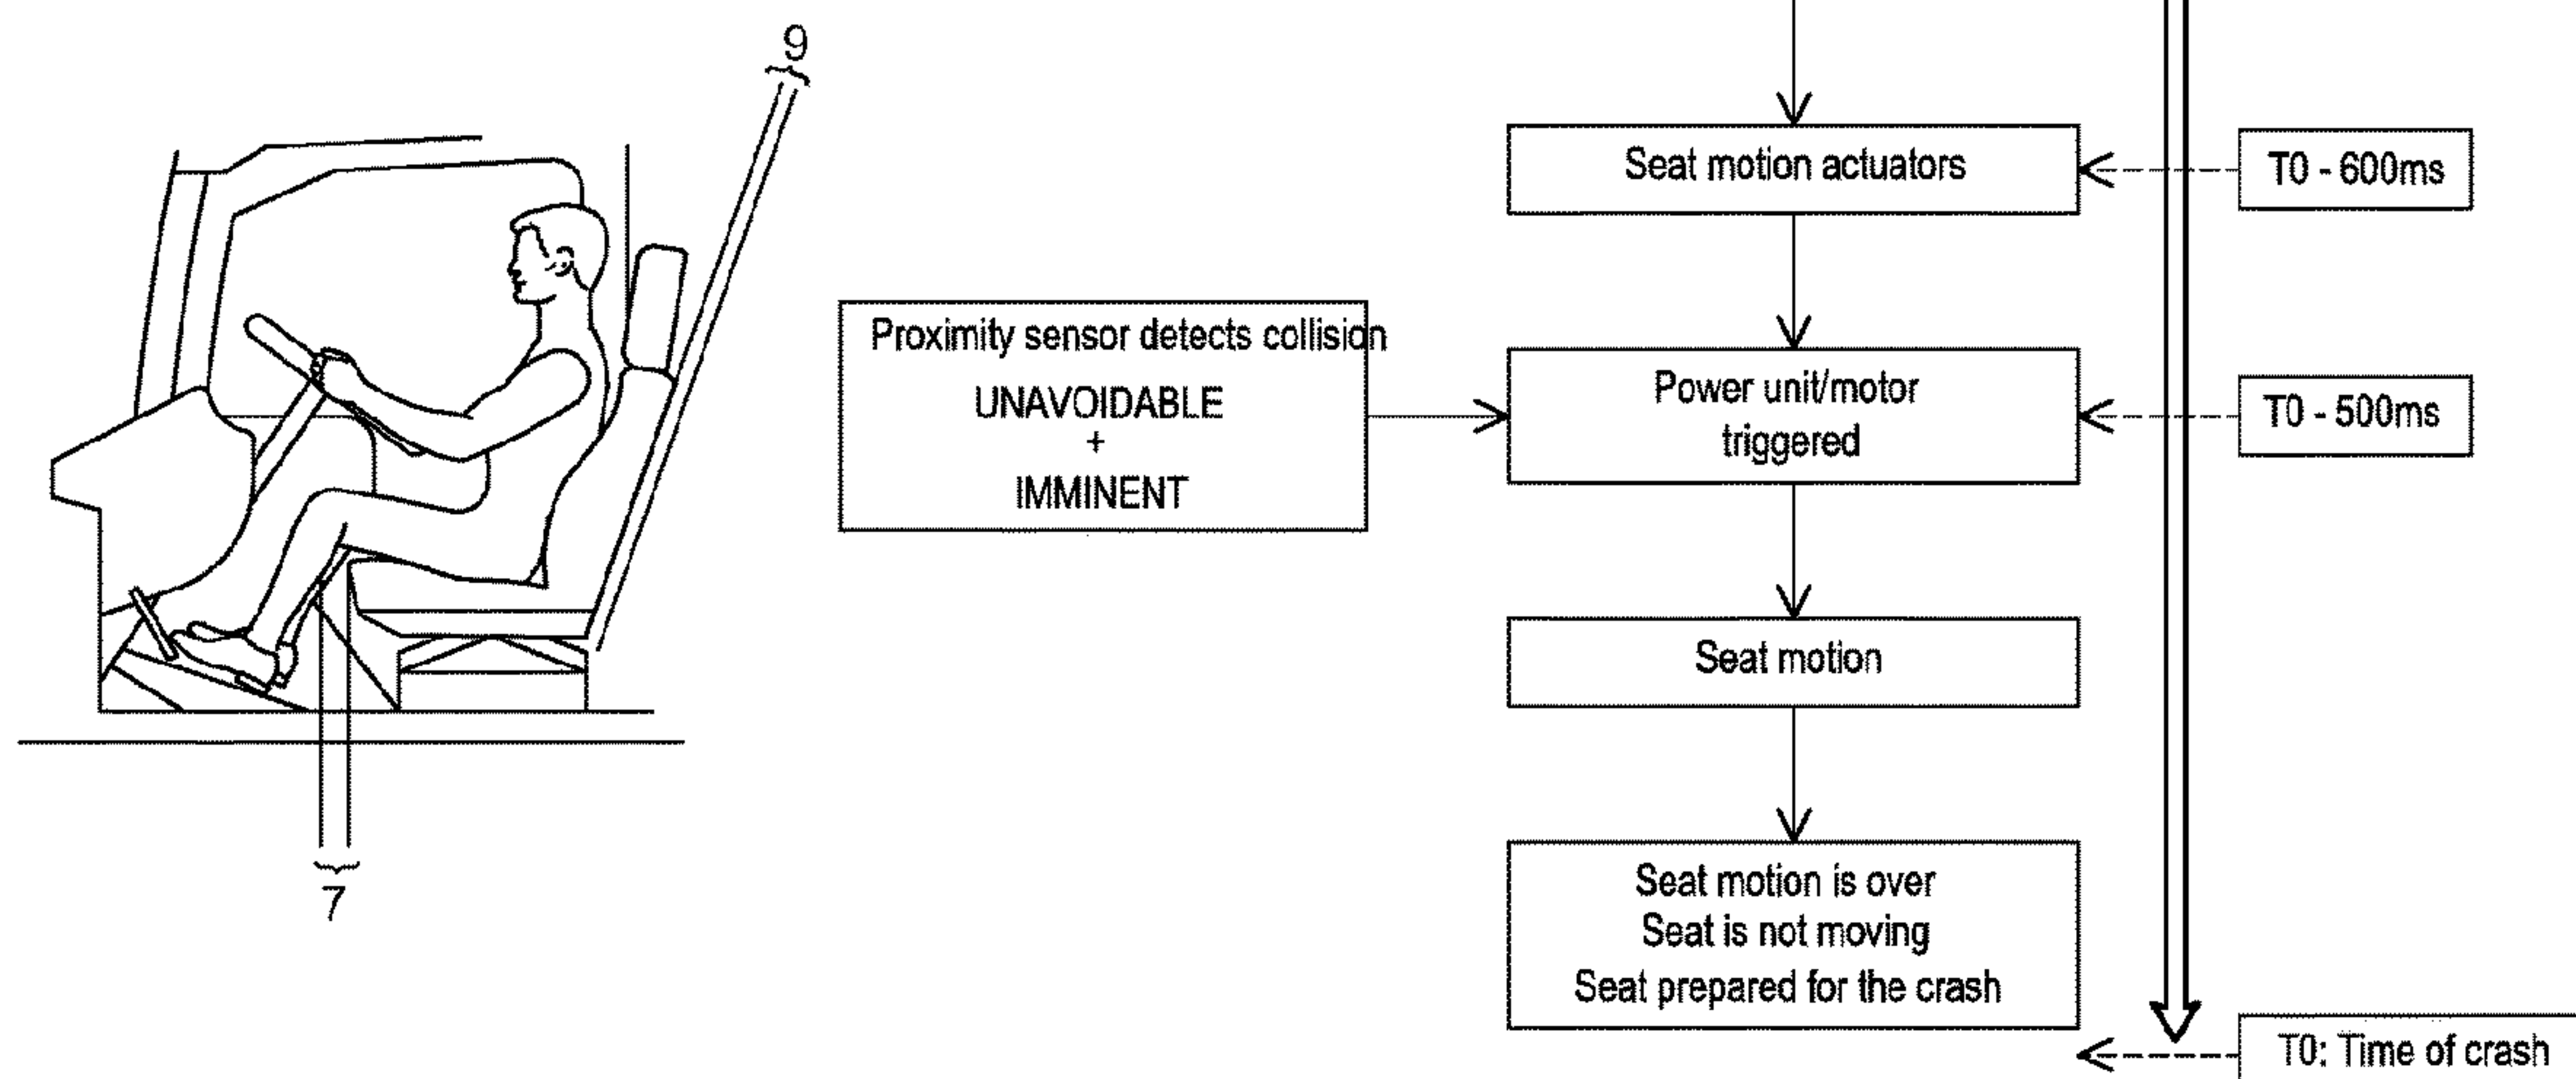 9
7
Proximity sensor detects collision
UNAVOIDABLE
+
IMMINENT
Seat motion actuators
T0 - 600ms
Power unit/motor
triggered
T0 - 500ms
Seat motion
Seat motion is over
Seat is not moving
Seat prepared for the crash
T0: Time of crash